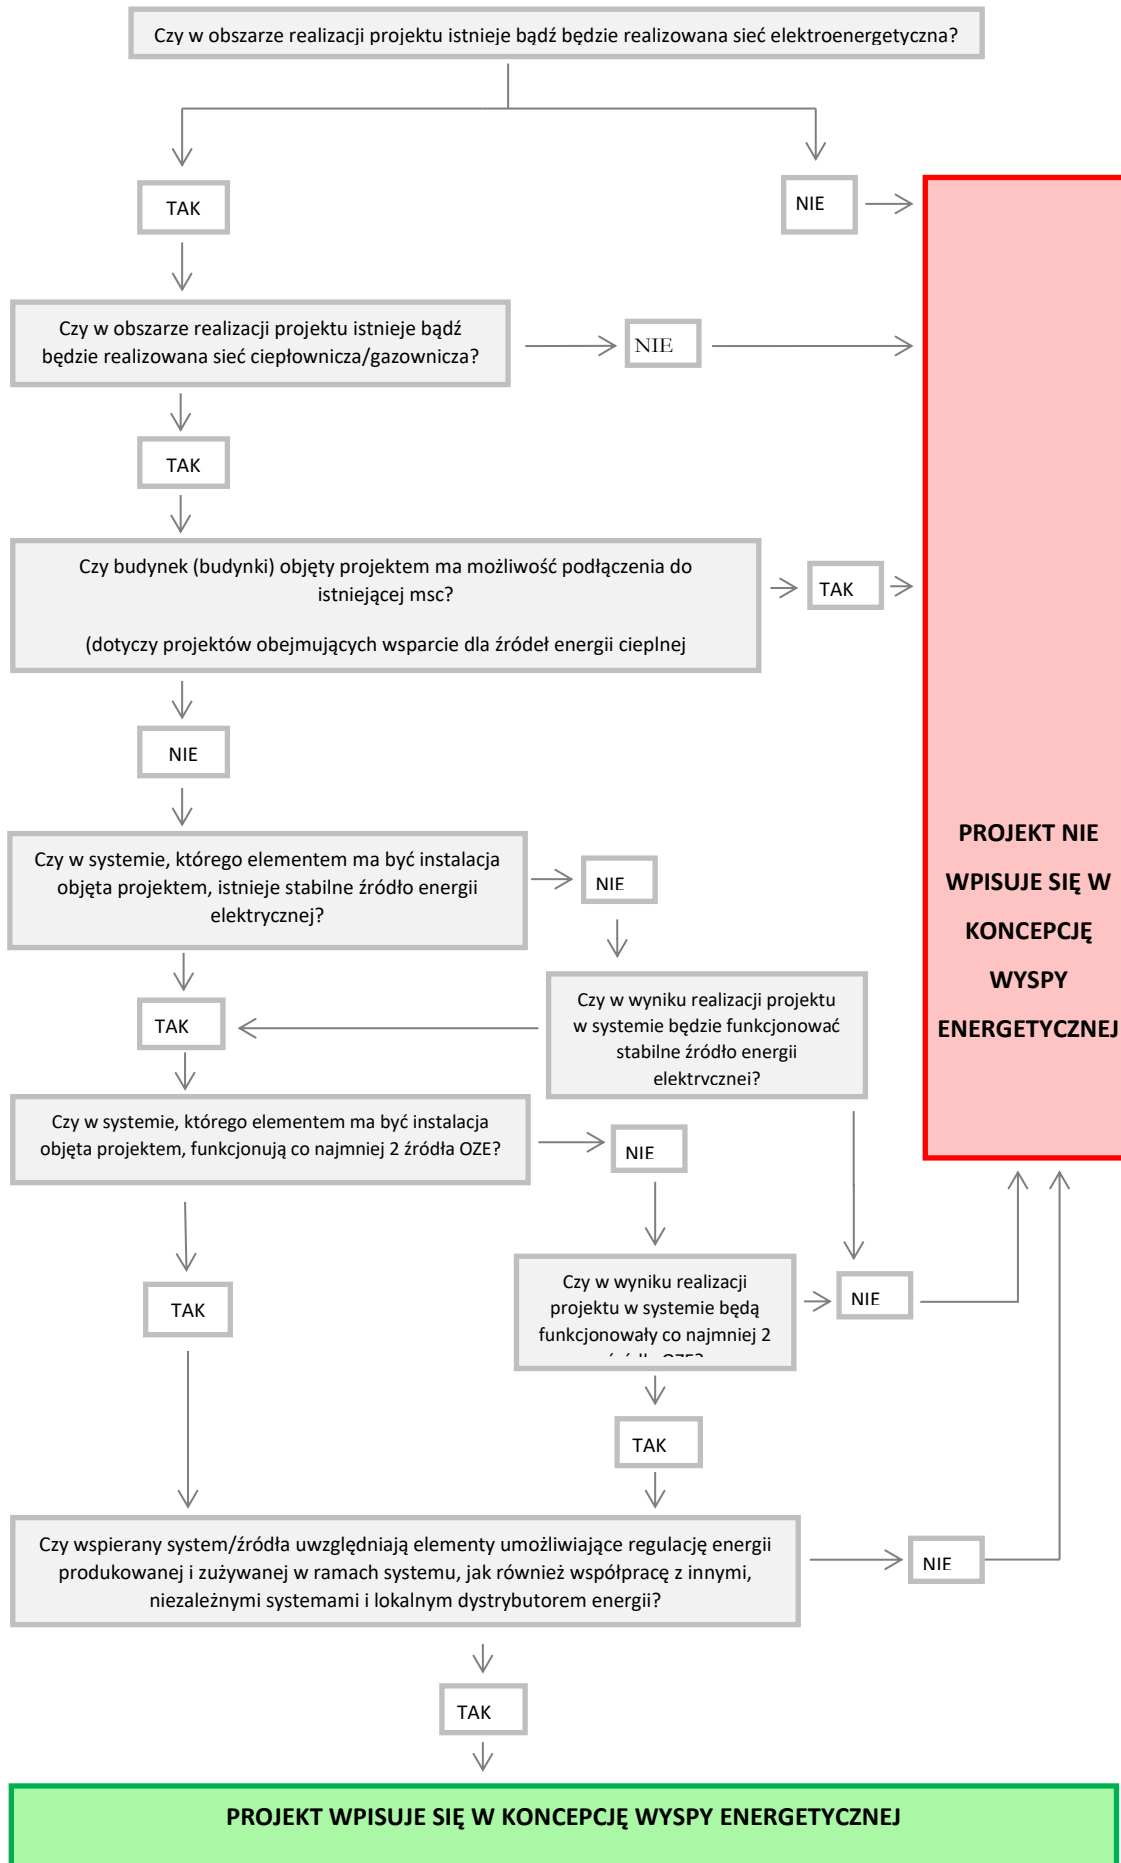 Czy w obszarze realizacji projektu istnieje bądź będzie realizowana sieć elektroenergetyczna?
TAK
NIE
Czy w obszarze realizacji projektu istnieje bądź
będzie realizowana sieć ciepłownicza/gazownicza?
NIE
TAK
Czy budynek (budynki) objęty projektem ma możliwość podłączenia do
istniejącej msc?
(dotyczy projektów obejmujących wsparcie dla źródeł energii cieplnej
TAK
NIE
Czy w systemie, którego elementem ma być instalacja
objęta projektem, istnieje stabilne źródło energii
elektrycznej?
NIE
PROJEKT NIE
WPISUJE SIĘ W
KONCEPCJĘ
WYSPY
ENERGETYCZNEJ
TAK
Czy w wyniku realizacji projektu
w systemie będzie funkcjonować
stabilne źródło energii
elektrycznej?
Czy w systemie, którego elementem ma być instalacja
objęta projektem, funkcjonują co najmniej 2 źródła OZE?
NIE
TAK
Czy w wyniku realizacji
projektu w systemie będą
funkcjonowały co najmniej 2
źródła OZE?
NIE
TAK
Czy wspierany system/źródła uwzględniają elementy umożliwiające regulację energii
produkowanej i zużywanej w ramach systemu, jak również współpracę z innymi,
niezależnymi systemami i lokalnym dystrybutorem energii?
NIE
TAK
PROJEKT WPISUJE SIĘ W KONCEPCJĘ WYSPY ENERGETYCZNEJ